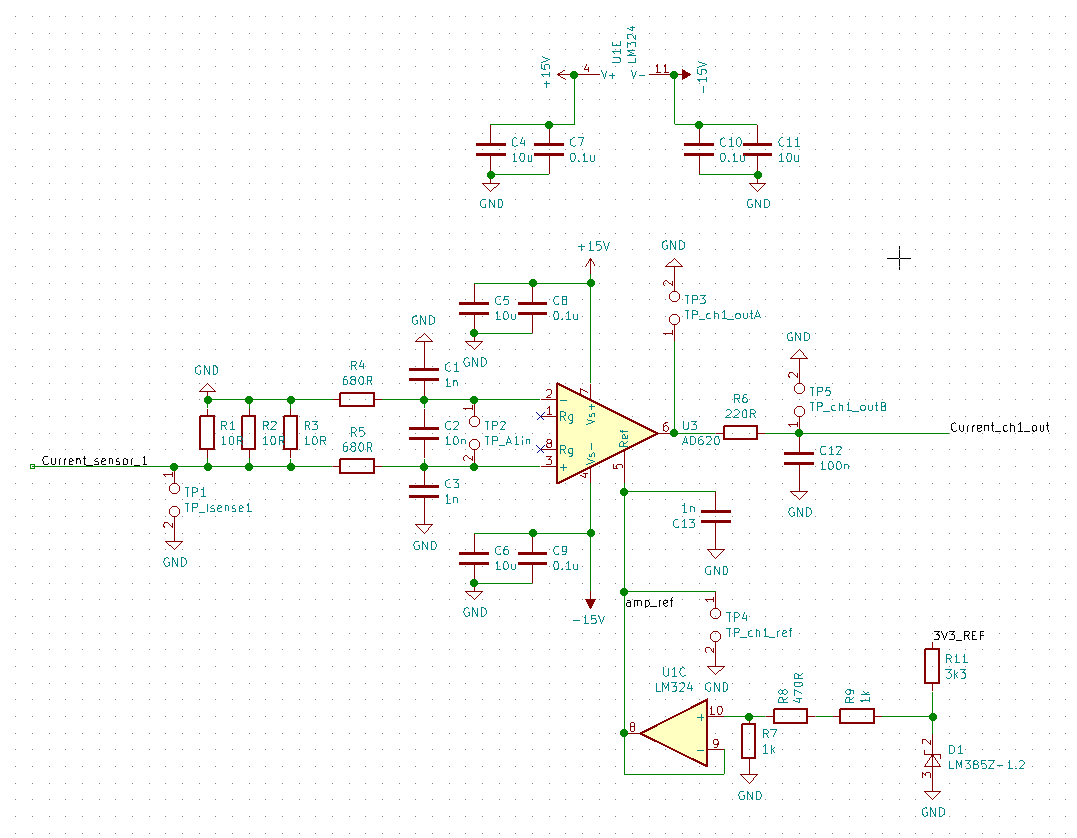 U1E
LM324
+15V
4
V+
V-
11
-15V
C4
10u
C7
0.1u
C10
0.1u
C11
10u
GND
GND
+15V
GND
2
TP3
TP_ch1_outA
1
C5
10u
C8
0.1u
GND
GND
C1
1n
GND
R4
680R
R1
10R
R2
10R
R3
10R
R5
680R
C2
10n
1
TP2
TP_A1in
2
2
-
1
Rg
8
Rg
3
+
7
Vs+
Vs-
4
Ref
5
6
U3
AD620
R6
220R
GND
2
TP5
TP_ch1_outB
1
Current_ch1_out
C12
100n
GND
Current_sensor_1
1
TP1
TP_Isense1
2
GND
C3
1n
GND
C6
10u
C9
0.1u
GND
-15V
1n
C13
GND
amp_ref
1
TP4
TP_ch1_ref
2
GND
U1C
LM324
8
10
+
9
-
R7
1k
GND
R8
470R
R9
1k
3V3_REF
R11
3k3
2
D1
LM385Z-1.2
3
GND